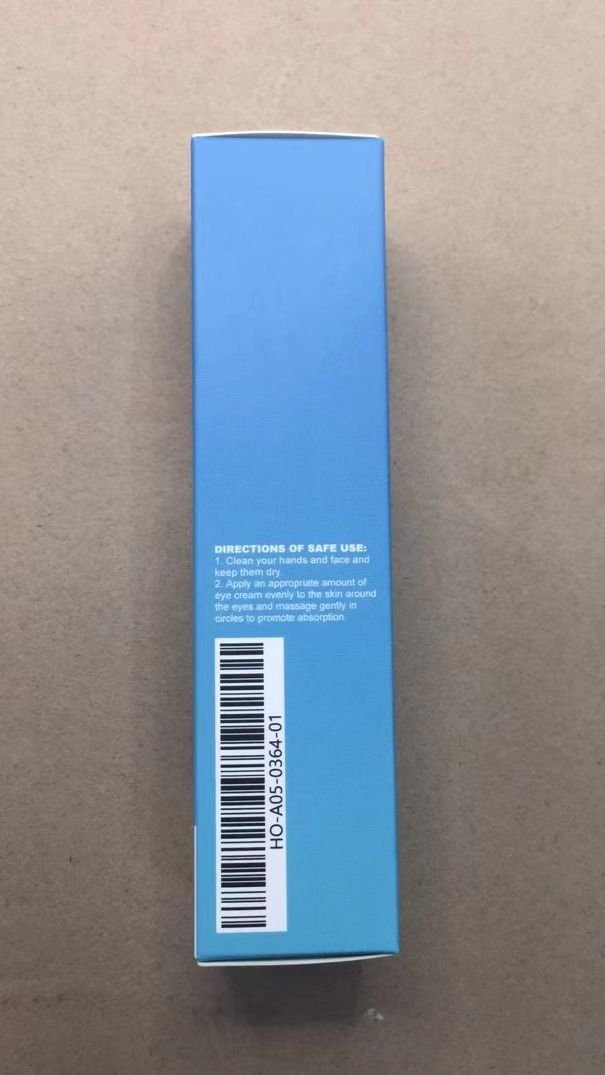 DIRECTIONS OF SAFE USE:
1. Clean your hands and face and
keep them dry.
2. Apply an appropriate amount of
eye cream evenly to the skin around
the eyes and massage gently in
circles to promote absorption.
HO-A05-0364-01